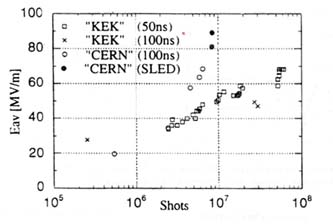 100
80
60
40
20
0
Eav [MV/m]
"KEK" (50ns)
"KEK" (100ns)
"CERN" (100ns)
"CERN" (SLED)
10^5 10^6 10^7 10^8
Shots